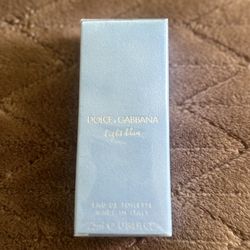 DOLCE & GABBANA
light blue
EAU DE TOILETTE
MADE IN ITALY